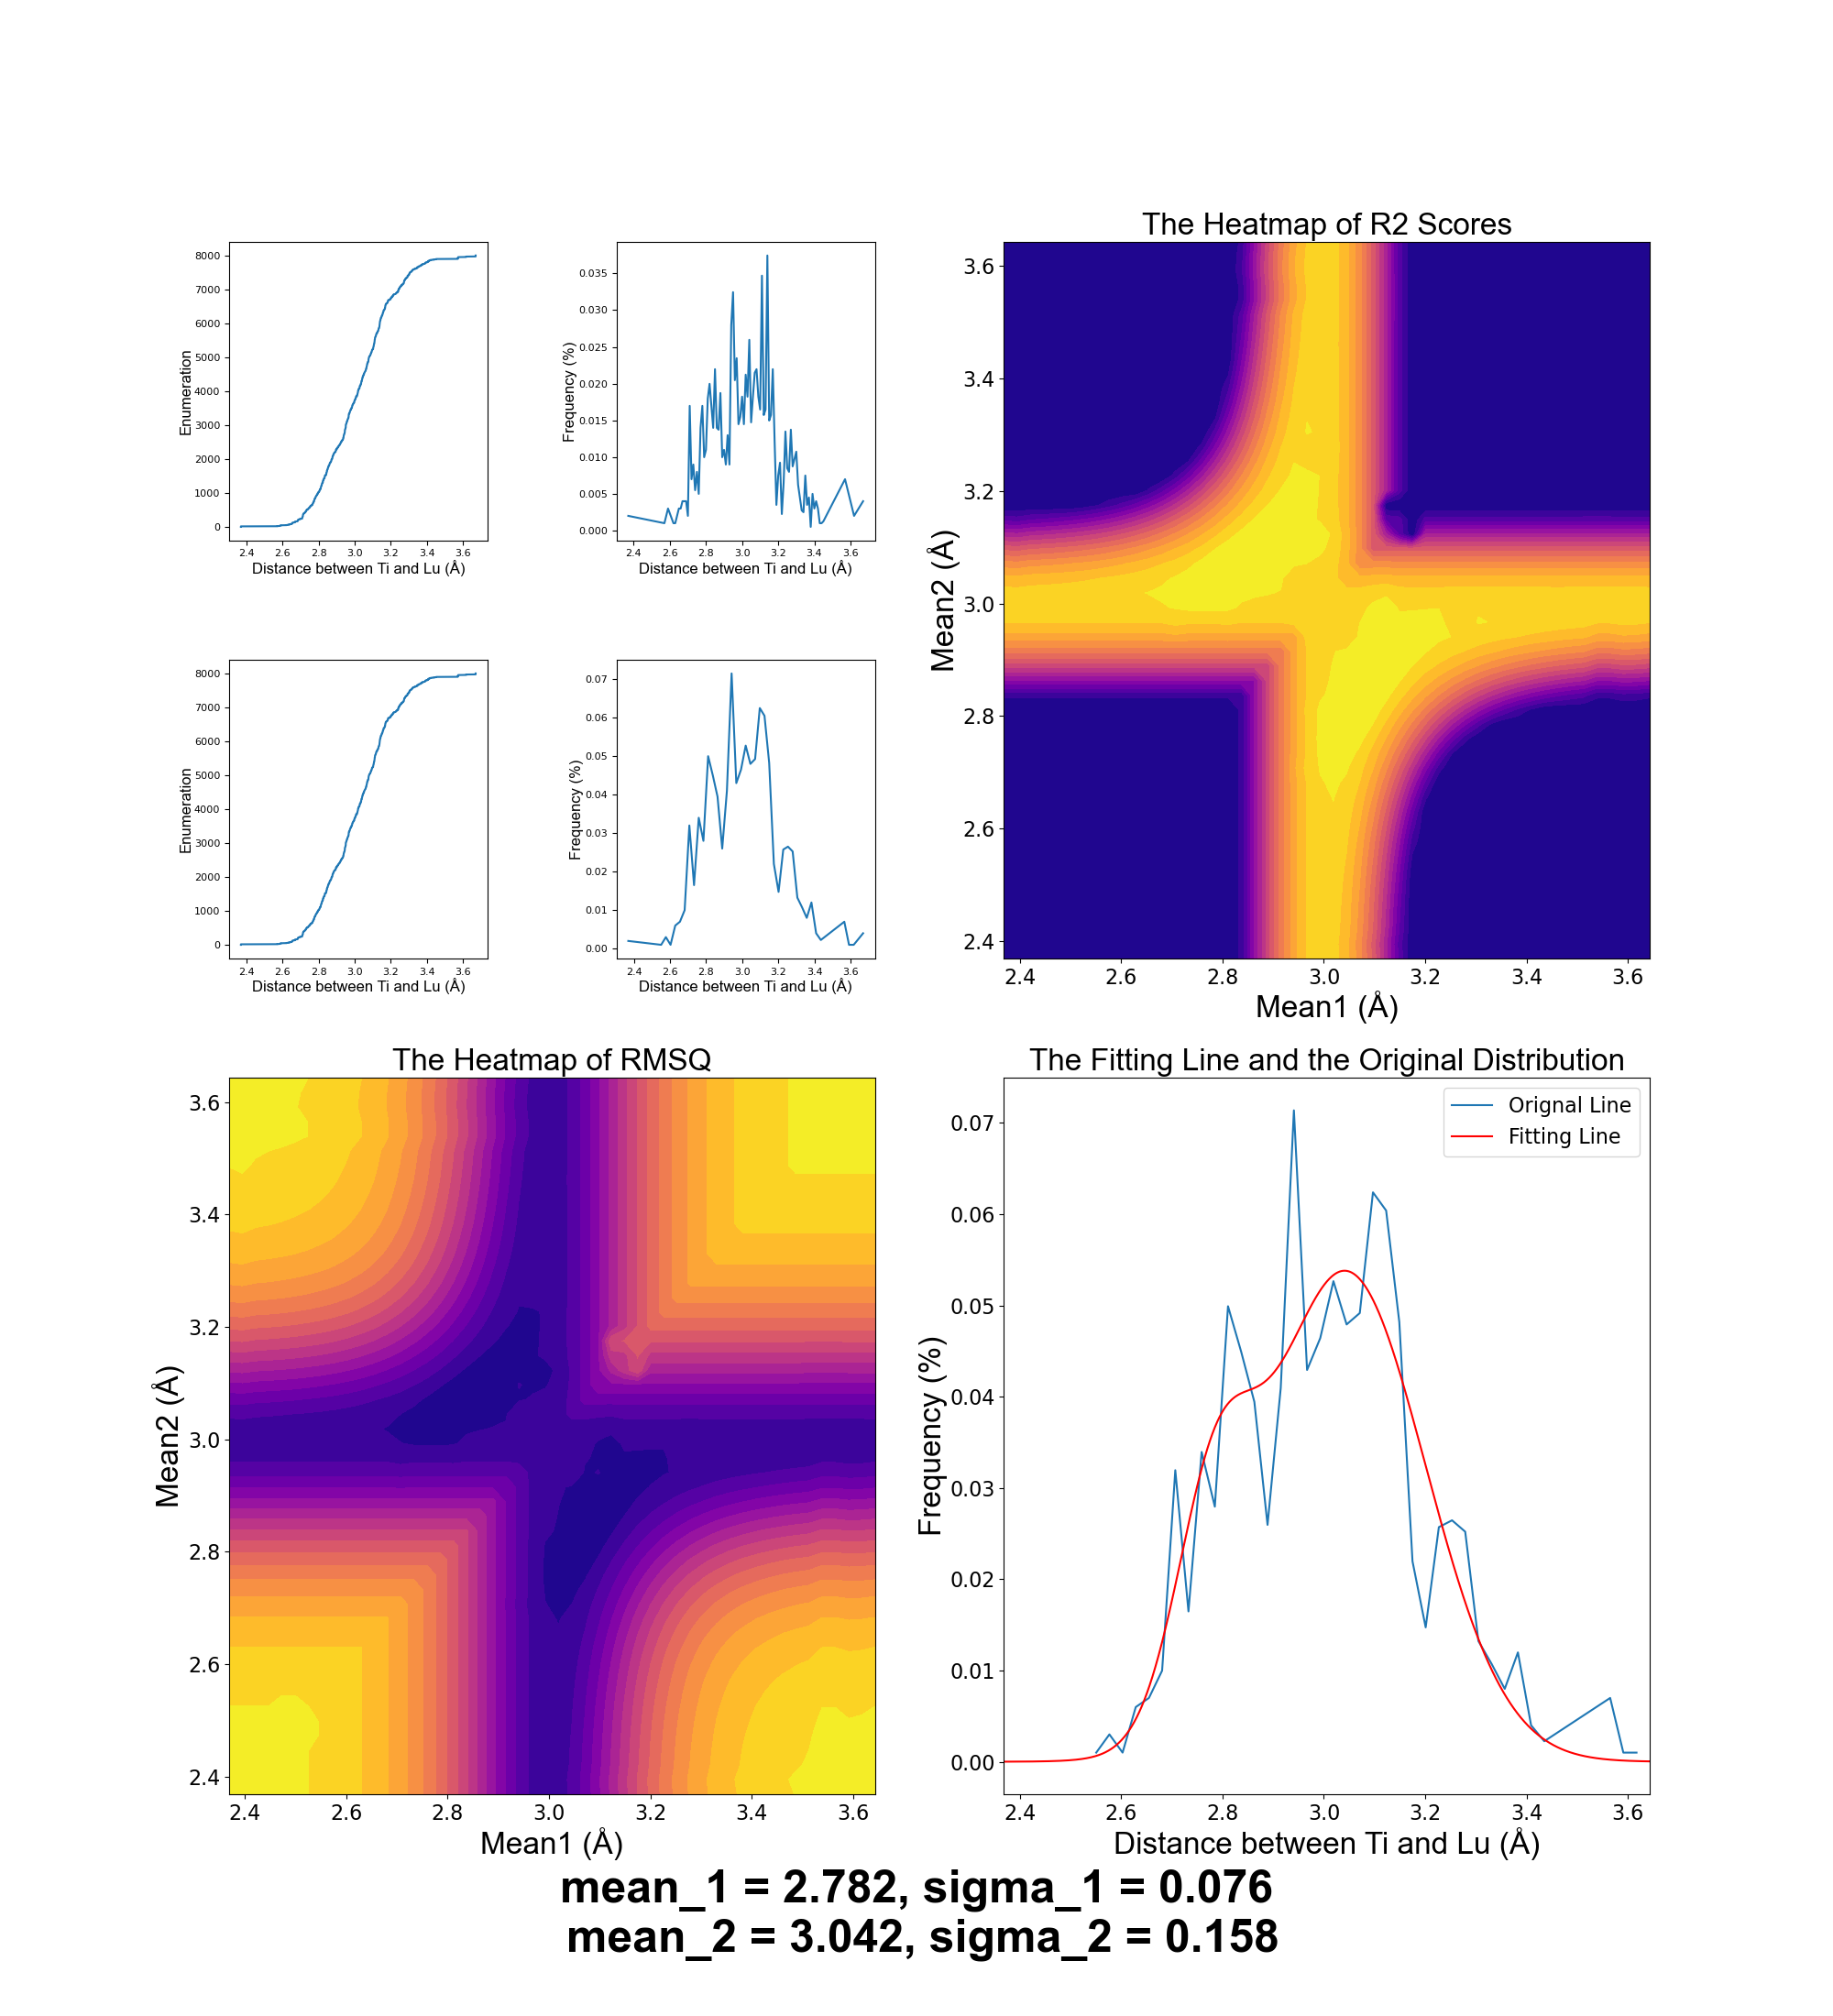 The Heatmap of R2 Scores
8000
7000
6000
5000
4000
3000
2000
1000
0
Enumeration
2.4 2.6 2.8 3.0 3.2 3.4 3.6
Distance between Ti and Lu (Å)
0.035
0.030
0.025
0.020
0.015
0.010
0.005
0.000
Frequency (%)
2.4 2.6 2.8 3.0 3.2 3.4 3.6
Distance between Ti and Lu (Å)
8000
7000
6000
5000
4000
3000
2000
1000
0
Enumeration
2.4 2.6 2.8 3.0 3.2 3.4 3.6
Distance between Ti and Lu (Å)
0.07
0.06
0.05
0.04
0.03
0.02
0.01
0.00
Frequency (%)
2.4 2.6 2.8 3.0 3.2 3.4 3.6
Distance between Ti and Lu (Å)
3.6
3.4
3.2
3.0
2.8
2.6
2.4
Mean2 (Å)
2.4 2.6 2.8 3.0 3.2 3.4 3.6
Mean1 (Å)
The Heatmap of RMSQ
3.6
3.4
3.2
3.0
2.8
2.6
2.4
Mean2 (Å)
2.4 2.6 2.8 3.0 3.2 3.4 3.6
Mean1 (Å)
The Fitting Line and the Original Distribution
Orignal Line
Fitting Line
0.07
0.06
0.05
0.04
0.03
0.02
0.01
0.00
Frequency (%)
2.4 2.6 2.8 3.0 3.2 3.4 3.6
Distance between Ti and Lu (Å)
mean_1 = 2.782, sigma_1 = 0.076
mean_2 = 3.042, sigma_2 = 0.158